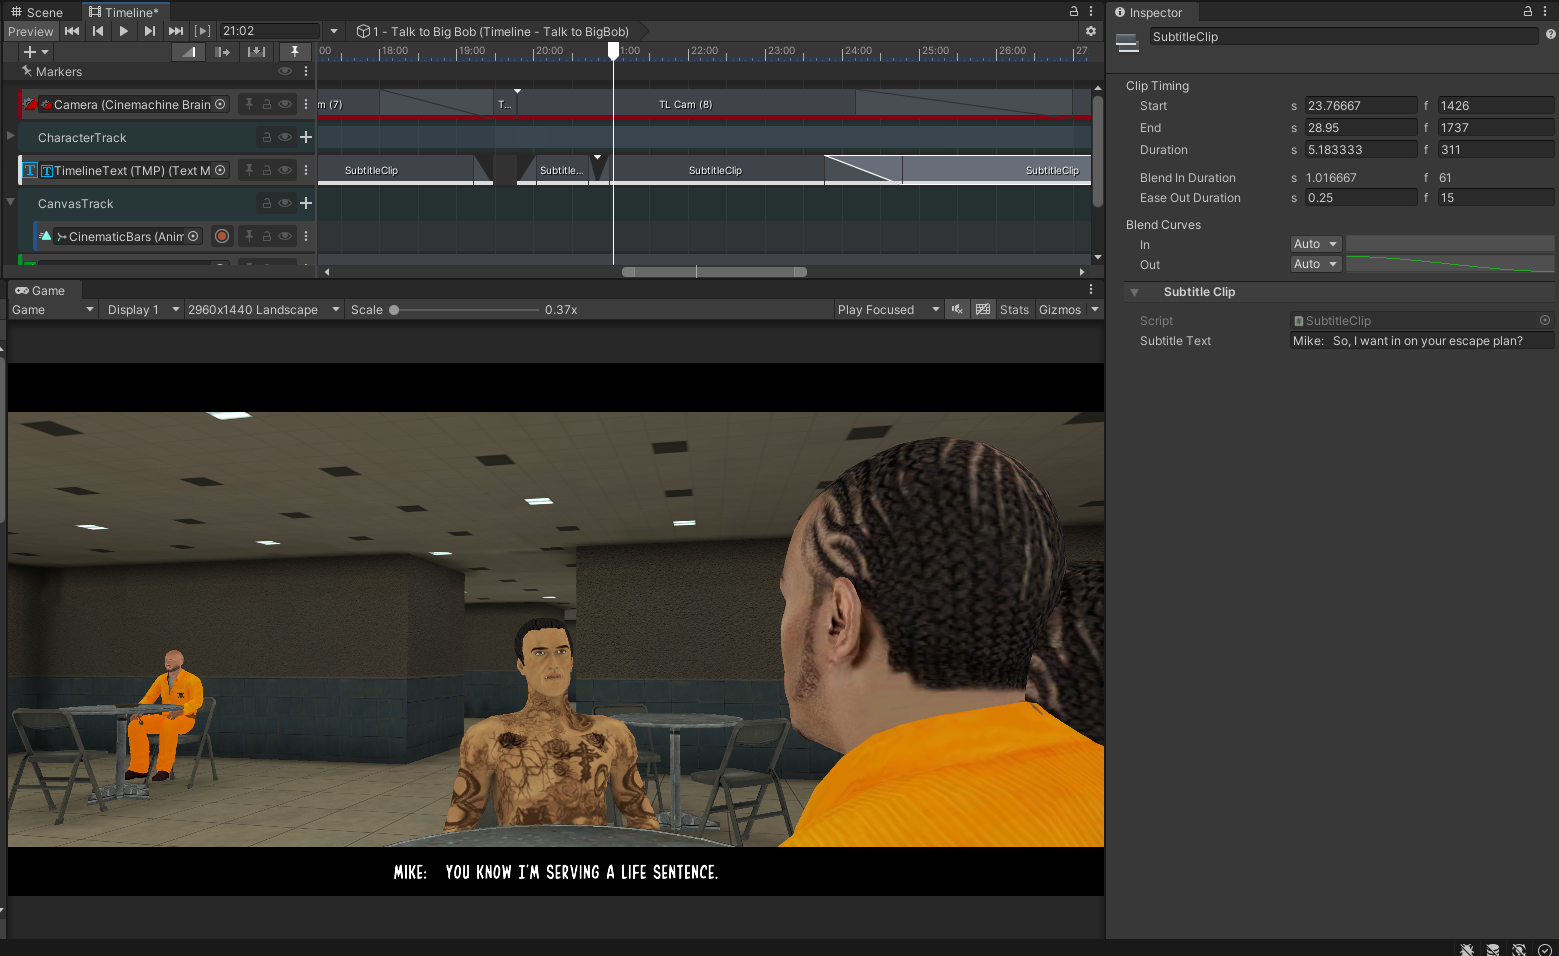 Scene Timeline* Inspector
Preview 21:02 1 - Talk to Big Bob (Timeline - Talk to BigBob) SubtitleClip
:00 18:00 19:00 20:00 1:00 22:00 23:00 24:00 25:00 26:00 27
Markers
Camera (Cinemachine Brain m (7) T... TL Cam (8)
CharacterTrack
TimelineText (TMP) (Text M SubtitleClip Subtitle... SubtitleClip SubtitleClip
CanvasTrack
CinematicBars (Anim
Clip Timing
Start s 23.76667 f 1426
End s 28.95 f 1737
Duration s 5.183333 f 311
Blend In Duration s 1.016667 f 61
Ease Out Duration s 0.25 f 15
Blend Curves
In Auto
Out Auto
Subtitle Clip
Script SubtitleClip
Subtitle Text Mike: So, I want in on your escape plan?
Game
Game Display 1 2960x1440 Landscape Scale 0.37x Play Focused Stats Gizmos
MIKE: YOU KNOW I'M SERVING A LIFE SENTENCE.